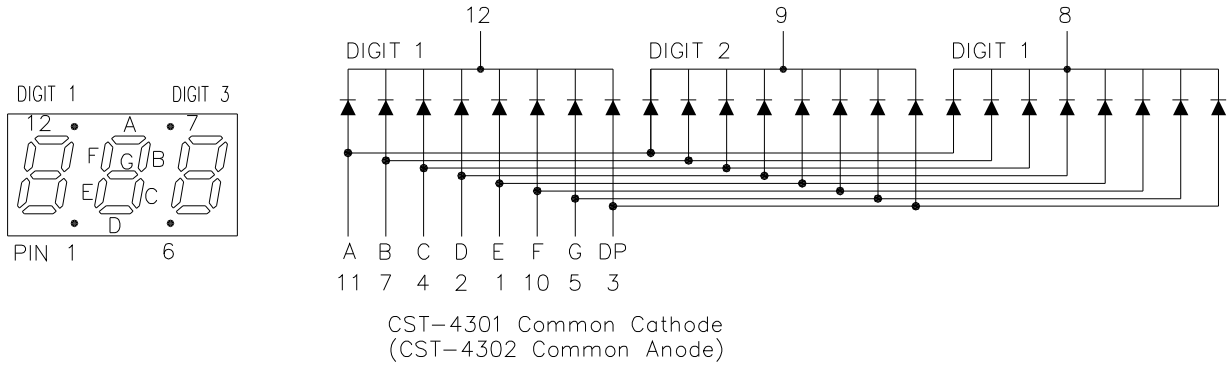 12 9 8
DIGIT 1 DIGIT 2 DIGIT 1
DIGIT 1 DIGIT 3
12 A 7
F G B
E C
D
PIN 1 6
A B C D E F G DP
11 7 4 2 1 10 5 3
CST-4301 Common Cathode
(CST-4302 Common Anode)